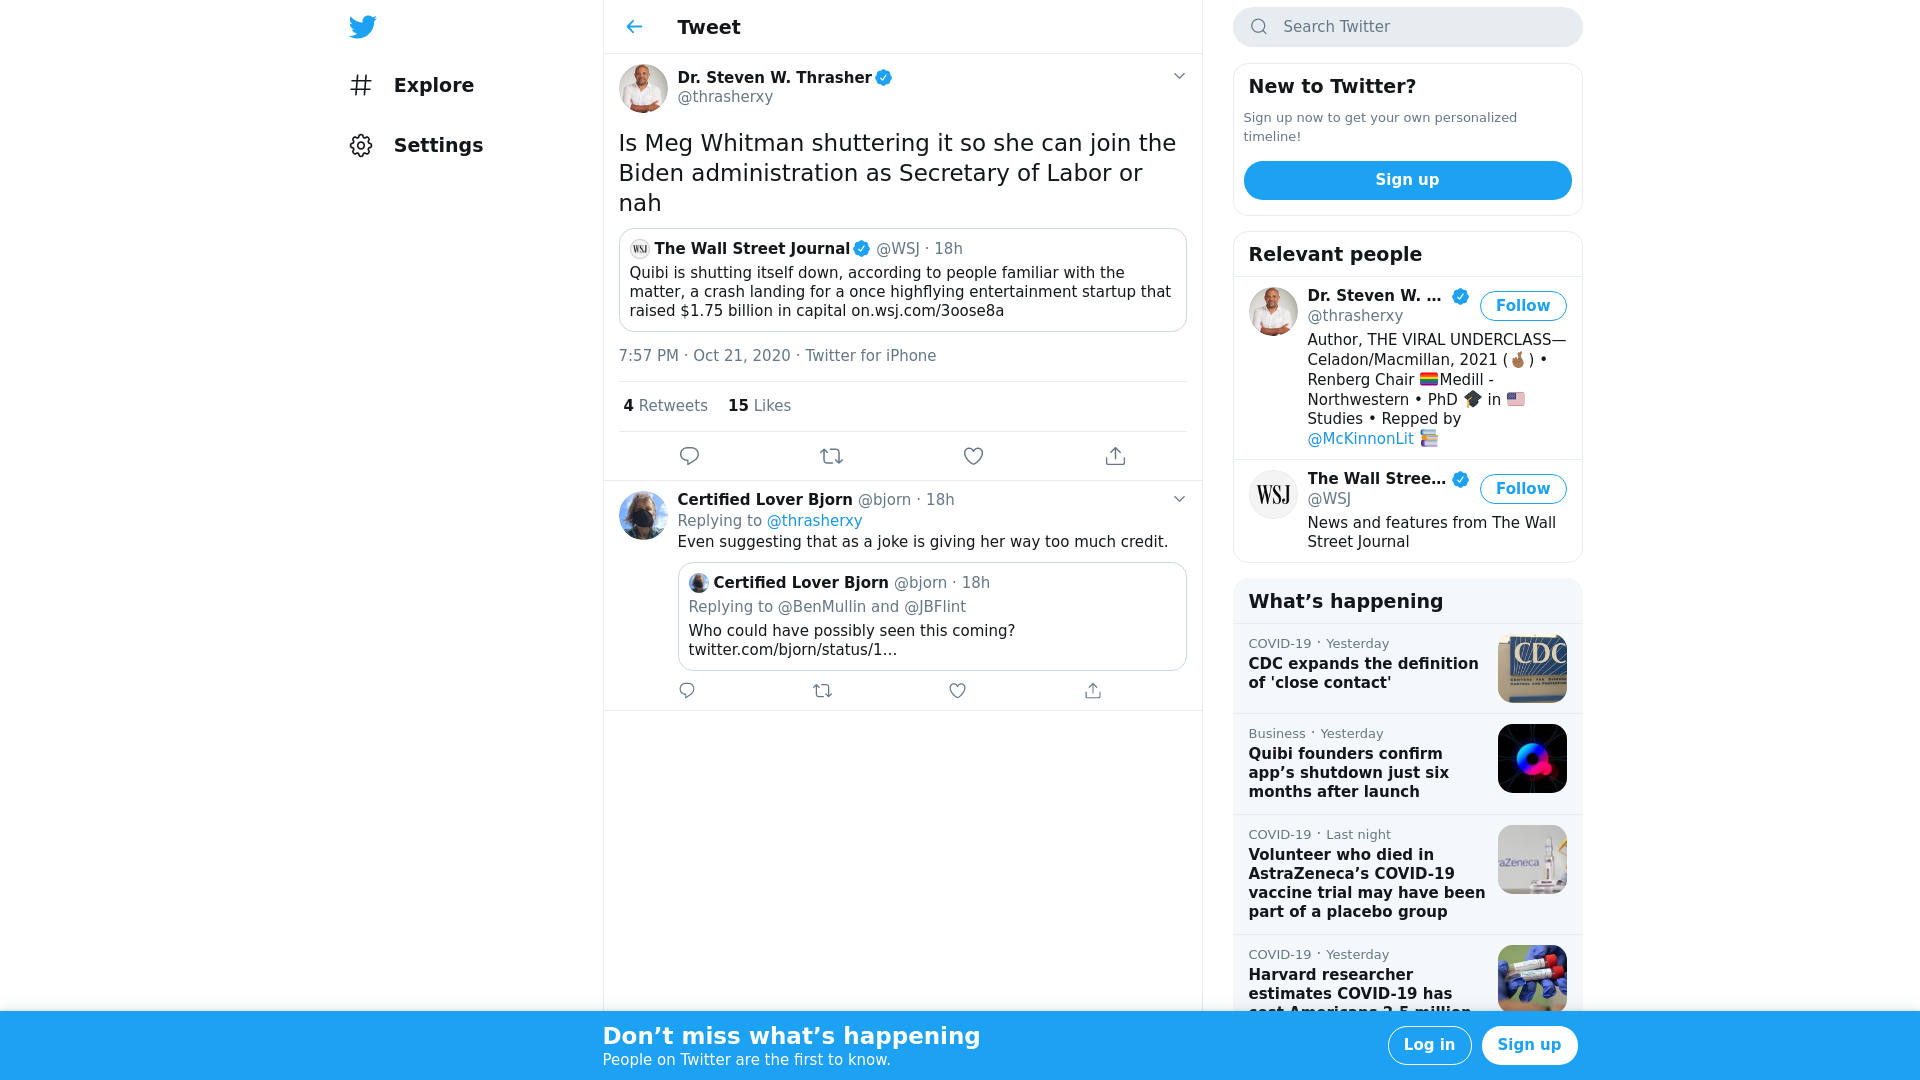 Explore
Settings
Tweet
Dr. Steven W. Thrasher
@thrasherxy
Is Meg Whitman shuttering it so she can join the
Biden administration as Secretary of Labor or
nah
WSJ The Wall Street Journal @WSJ · 18h
Quibi is shutting itself down, according to people familiar with the
matter, a crash landing for a once highflying entertainment startup that
raised $1.75 billion in capital on.wsj.com/3oose8a
7:57 PM · Oct 21, 2020 · Twitter for iPhone
4 Retweets 15 Likes
Certified Lover Bjorn @bjorn · 18h
Replying to @thrasherxy
Even suggesting that as a joke is giving her way too much credit.
Certified Lover Bjorn @bjorn · 18h
Replying to @BenMullin and @JBFlint
Who could have possibly seen this coming?
twitter.com/bjorn/status/1…
Search Twitter
New to Twitter?
Sign up now to get your own personalized
timeline!
Sign up
Relevant people
Dr. Steven W. … Follow
@thrasherxy
Author, THE VIRAL UNDERCLASS—
Celadon/Macmillan, 2021 (🤞🏾) •
Renberg Chair 🏳️‍🌈Medill -
Northwestern • PhD 🎓 in 🇺🇸
Studies • Repped by
@McKinnonLit 📚
WSJ
The Wall Stree… Follow
@WSJ
News and features from The Wall
Street Journal
What’s happening
COVID-19 · Yesterday
CDC expands the definition
of 'close contact'
CDC
Business · Yesterday
Quibi founders confirm
app’s shutdown just six
months after launch
COVID-19 · Last night
Volunteer who died in
AstraZeneca’s COVID-19
vaccine trial may have been
part of a placebo group
raZeneca
COVID-19 · Yesterday
Harvard researcher
estimates COVID-19 has
cost Americans 2.5 million
Don’t miss what’s happening
People on Twitter are the first to know.
Log in
Sign up